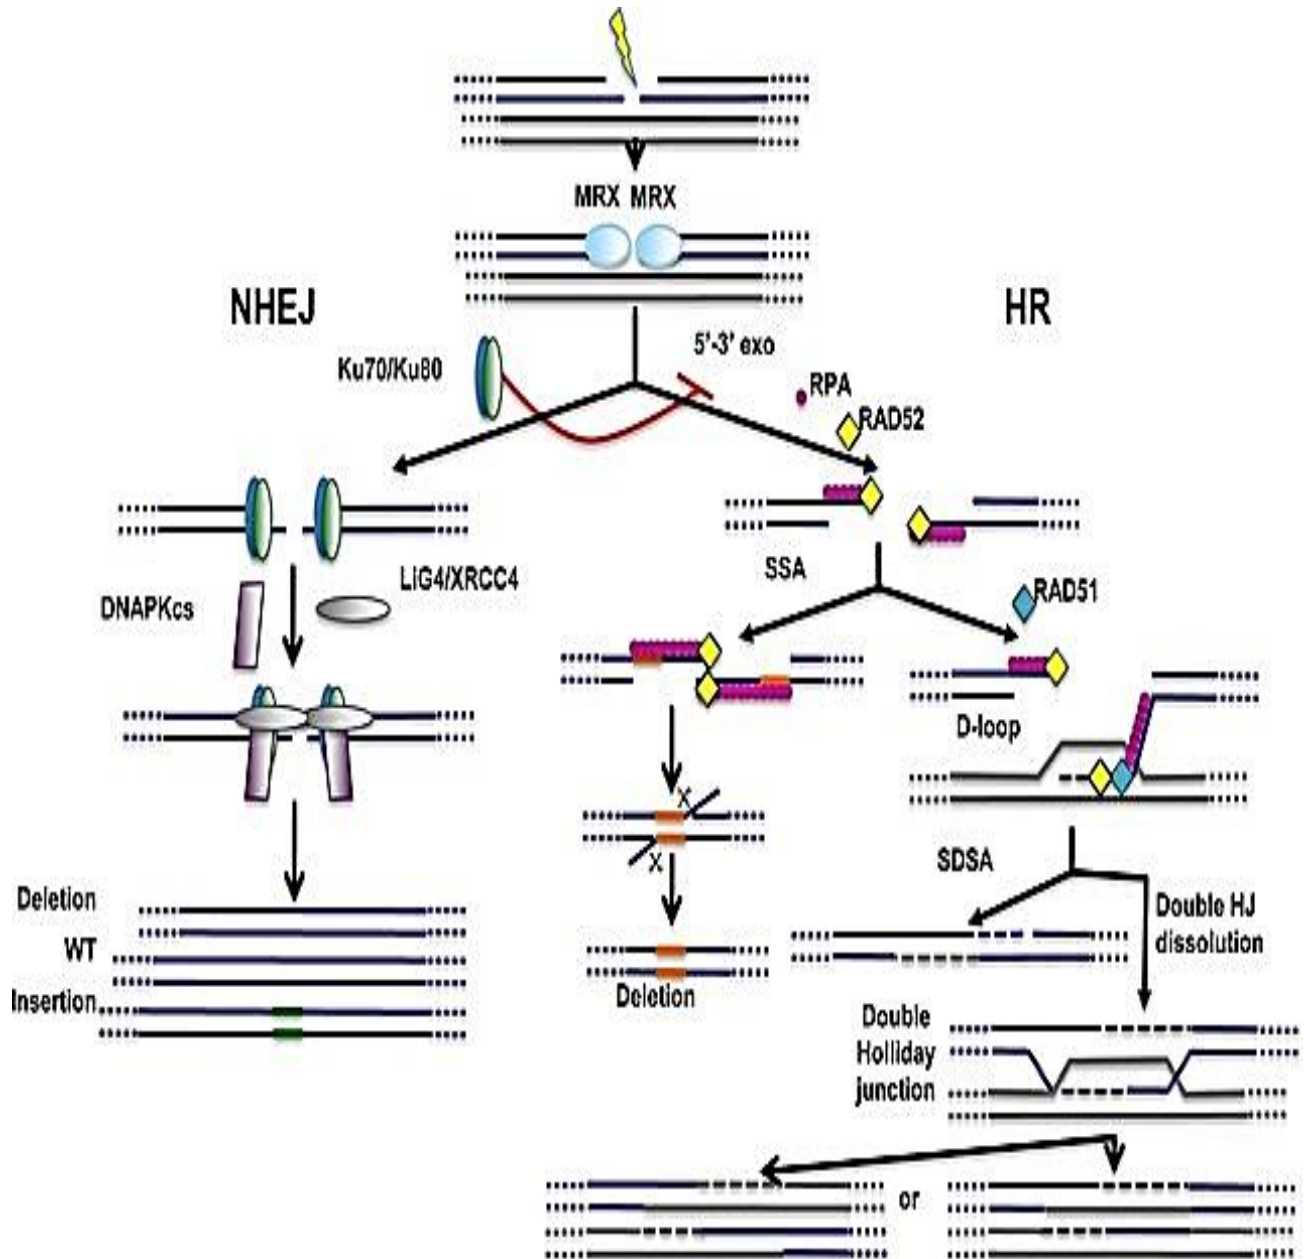 MRX MRX
NHEJ
HR
5'-3' exo
Ku70/Ku80
RPA
RAD52
SSA
LiG4/XRCC4
DNAPKcs
RAD51
D-loop
SDSA
Double HJ
dissolution
Deletion
WT
Insertion
Deletion
Double
Holliday
junction
or